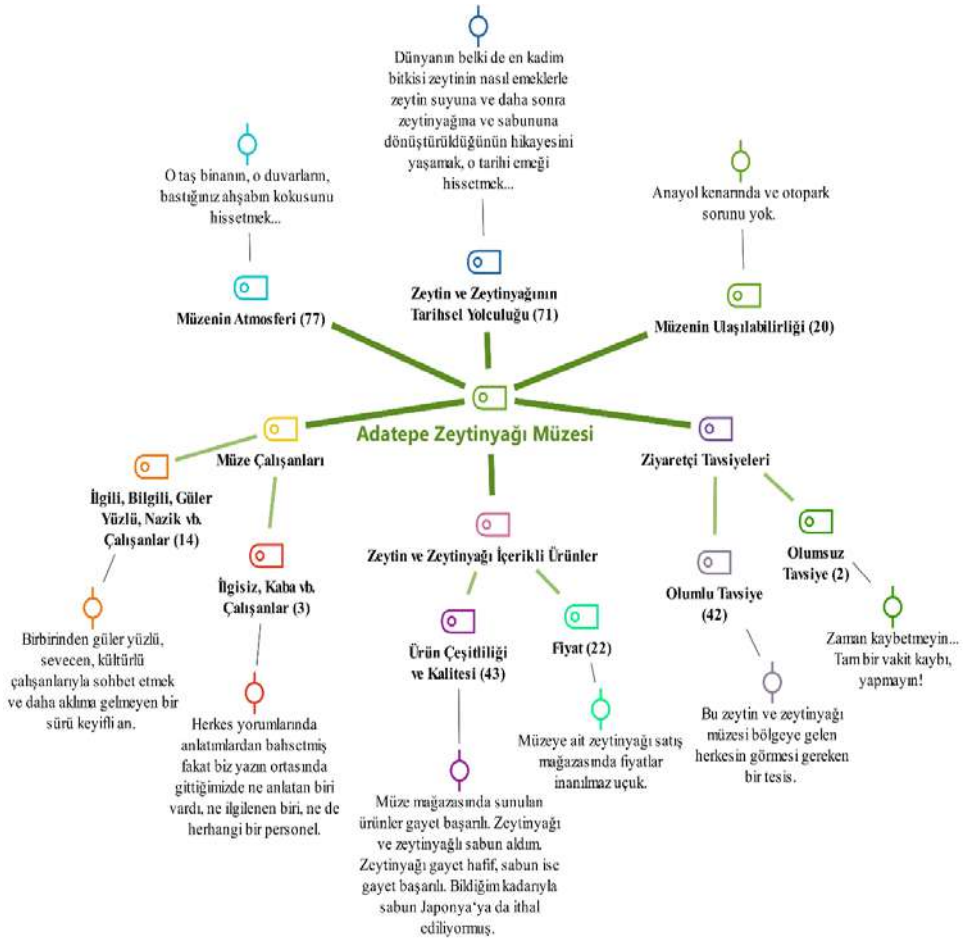 Dünyanın belki de en kadim
bitkisi zeytinin nasıl emeklerle
zeytin suyuna ve daha sonra
zeytinyağına ve sabununa
dönüştürüldüğünün hikayesini
yaşamak, o tarihi emeği
hissetmek...
O taş binanın, o duvarların,
bastığınız ahşabın kokusunu
hissetmek...
Anayol kenarında ve otopark
sorunu yok.
Müzenin Atmosferi (77)
Zeytin ve Zeytinyağının
Tarihsel Yolculuğu (71)
Müzenin Ulaşılabilirliği (20)
Adatepe Zeytinyağı Müzesi
Müze Çalışanları
Ziyaretçi Tavsiyeleri
İlgili, Bilgili, Güler
Yüzlü, Nazik vb.
Çalışanlar (14)
İlgisiz, Kaba vb.
Çalışanlar (3)
Zeytin ve Zeytinyağı İçerikli Ürünler
Olumlu Tavsiye
(42)
Olumsuz
Tavsiye (2)
Ürün Çeşitliliği
ve Kalitesi (43)
Fiyat (22)
Birbirinden güler yüzlü,
sevecen, kültürlü
çalışanlarıyla sohbet etmek
ve daha aklıma gelmeyen bir
sürü keyifli an.
Herkes yorumlarında
anlatımlardan bahsetmiş
fakat biz yazın ortasında
gittiğimizde ne anlatan biri
vardı, ne ilgilenen biri, ne de
herhangi bir personel.
Müze mağazasında sunulan
ürünler gayet başarılı. Zeytinyağı
ve zeytinyağlı sabun aldım.
Zeytinyağı gayet hafif, sabun ise
gayet başarılı. Bildiğim kadarıyla
sabun Japonya'ya da ithal
ediliyormuş.
Müzeye ait zeytinyağı satış
mağazasında fiyatlar
inanılmaz uçuk.
Bu zeytin ve zeytinyağı
müzesi bölgeye gelen
herkesin görmesi gereken
bir tesis.
Zaman kaybetmeyin...
Tam bir vakit kaybı,
yapmayın!